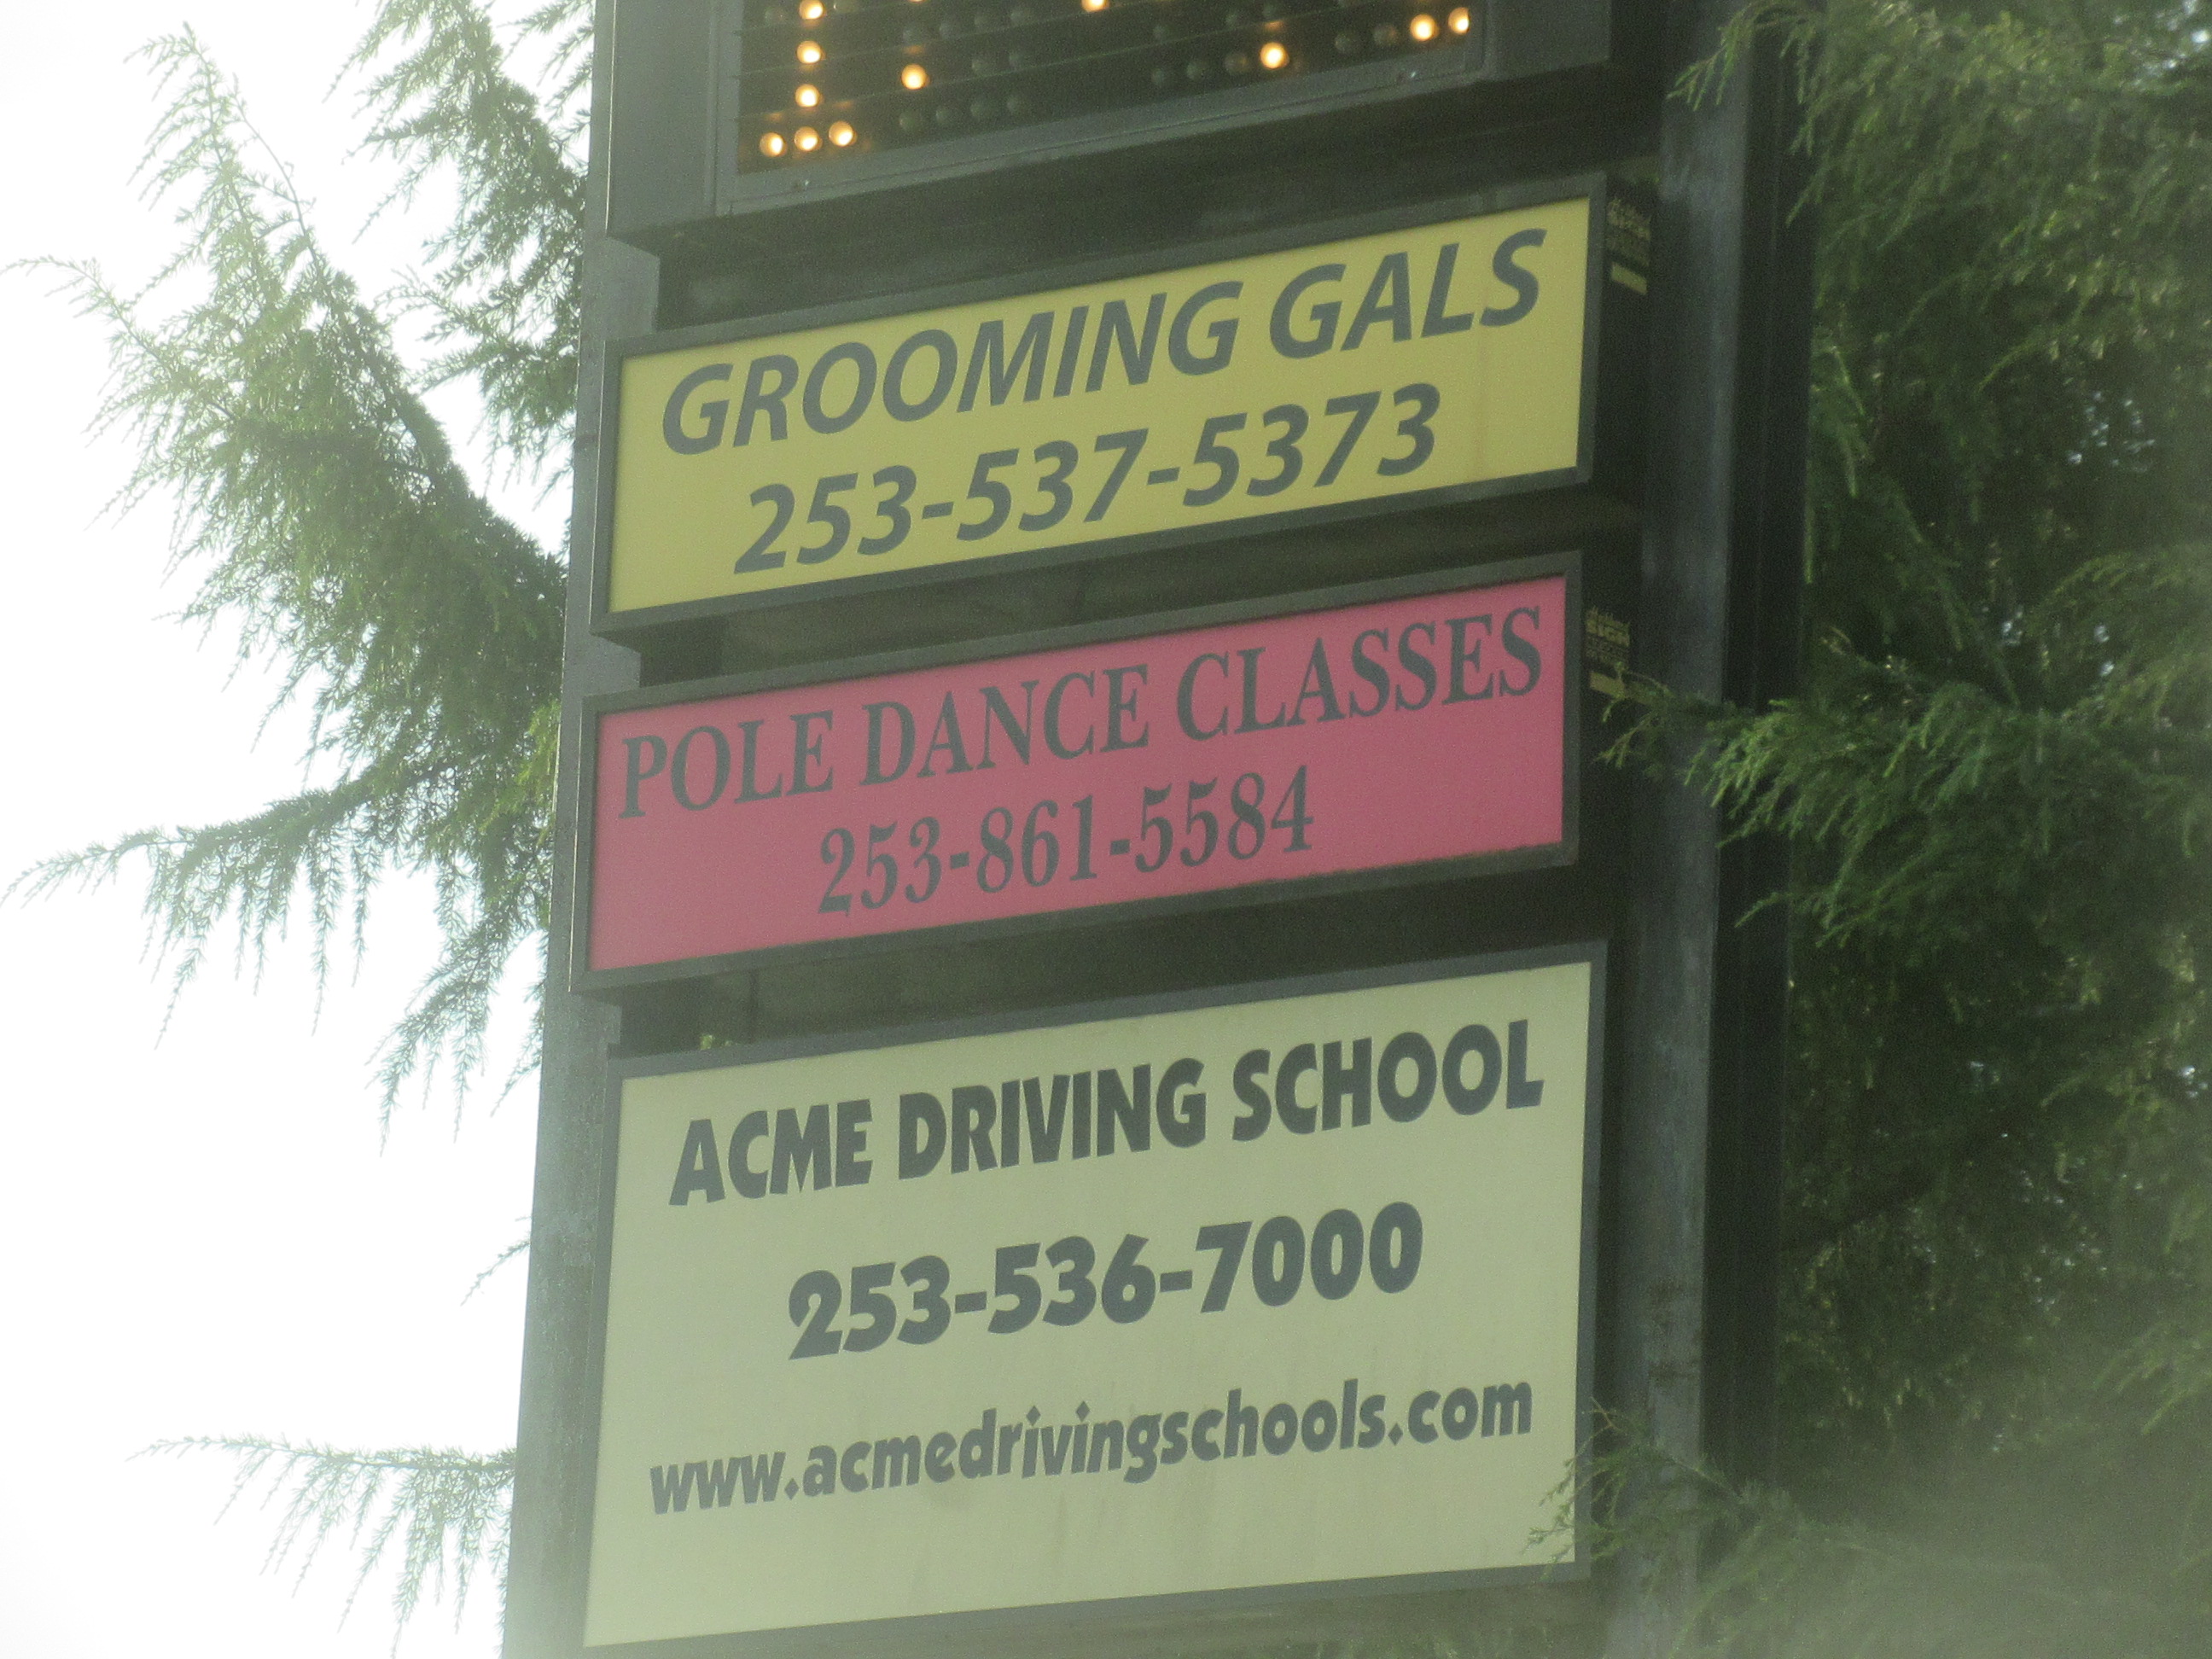 GROOMING GALS
253-537-5373
POLE DANCE CLASSES
253-861-5584
ACME DRIVING SCHOOL
253-536-7000
www.acmedrivingschools.com